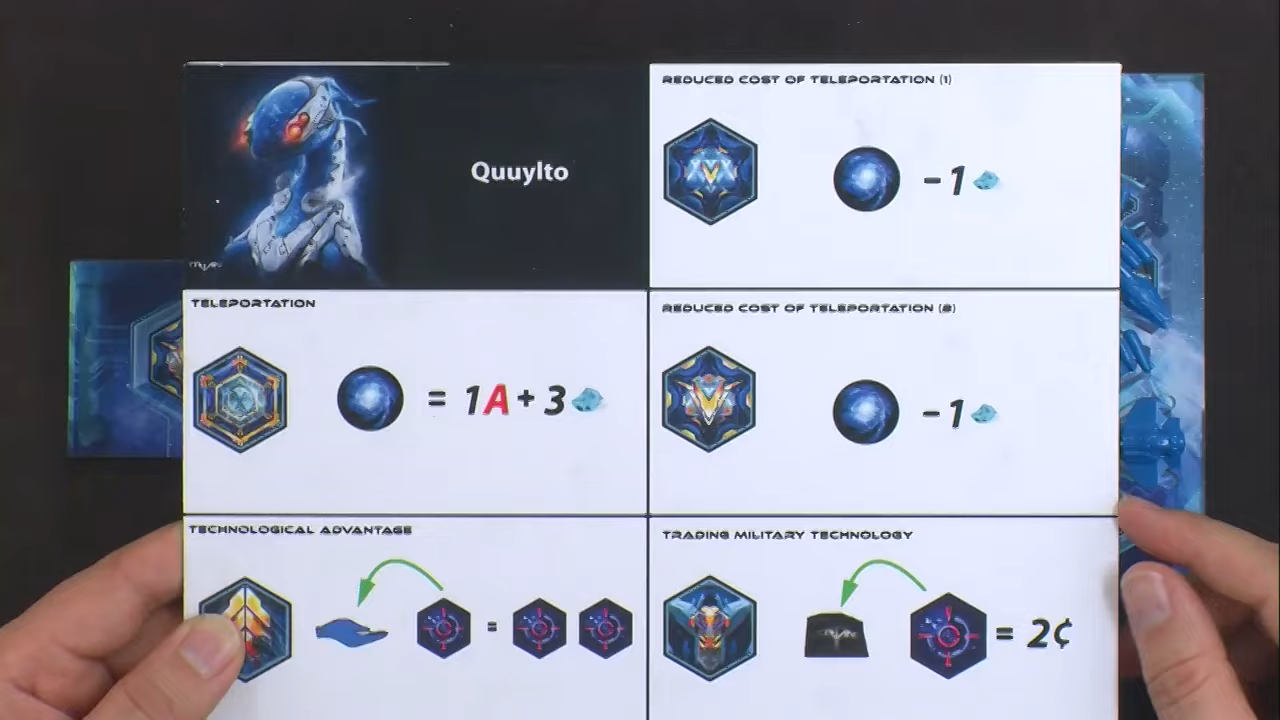 Quuylto
REDUCED COST OF TELEPORTATION (1)
- 1
TELEPORTATION
= 1A + 3
REDUCED COST OF TELEPORTATION (2)
- 1
TECHNOLOGICAL ADVANTAGE
=
TRADING MILITARY TECHNOLOGY
= 2¢